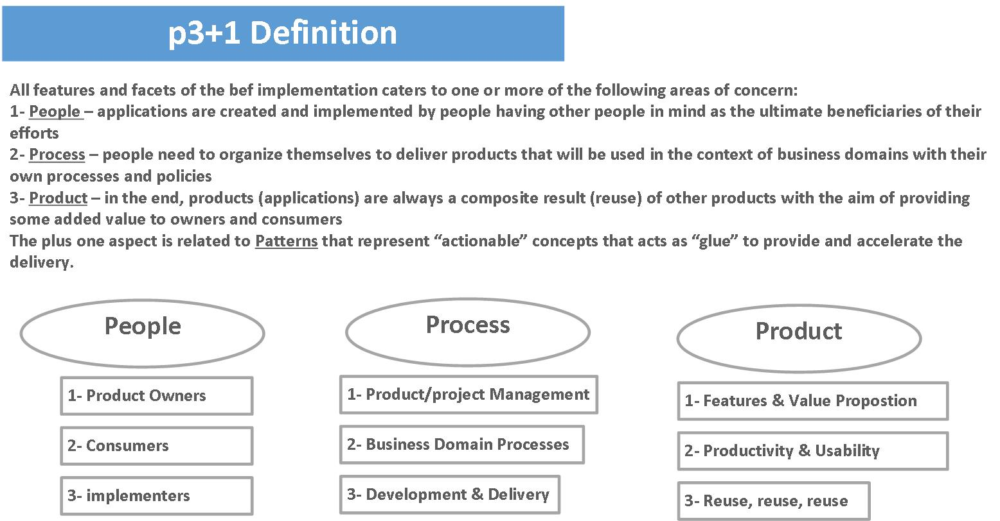 p3+1 Definition
All features and facets of the bef implementation caters to one or more of the following areas of concern:
1- People – applications are created and implemented by people having other people in mind as the ultimate beneficiaries of their
efforts
2- Process – people need to organize themselves to deliver products that will be used in the context of business domains with their
own processes and policies
3- Product – in the end, products (applications) are always a composite result (reuse) of other products with the aim of providing
some added value to owners and consumers
The plus one aspect is related to Patterns that represent “actionable” concepts that acts as “glue” to provide and accelerate the
delivery.
People
1- Product Owners
2- Consumers
3- implementers
Process
1- Product/project Management
2- Business Domain Processes
3- Development & Delivery
Product
1- Features & Value Propostion
2- Productivity & Usability
3- Reuse, reuse, reuse